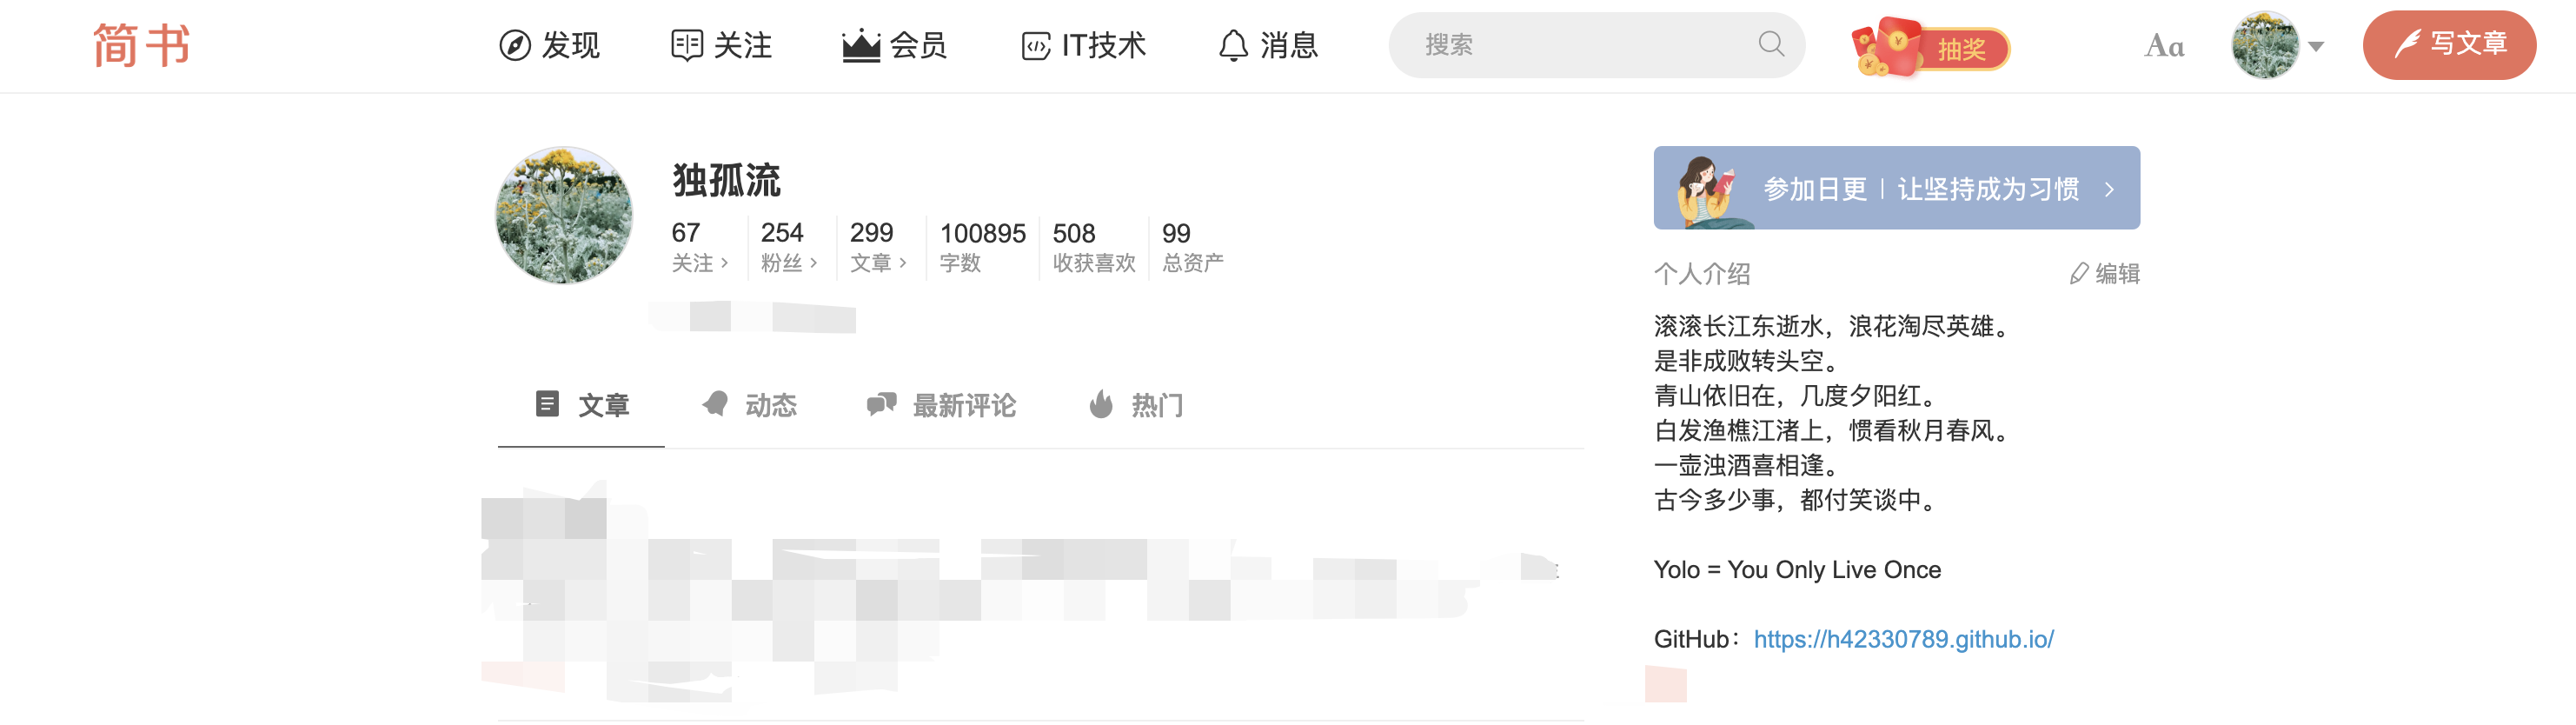 简书
发现
关注
会员
IT技术
消息
搜索
抽奖
Aa
写文章
独孤流
67
254
299
100895
508
99
关注
粉丝
文章
字数
收获喜欢
总资产
文章
动态
最新评论
热门
参加日更 | 让坚持成为习惯
个人介绍
编辑
滚滚长江东逝水，浪花淘尽英雄。
是非成败转头空。
青山依旧在，几度夕阳红。
白发渔樵江渚上，惯看秋月春风。
一壶浊酒喜相逢。
古今多少事，都付笑谈中。
Yolo = You Only Live Once
GitHub：https://h42330789.github.io/